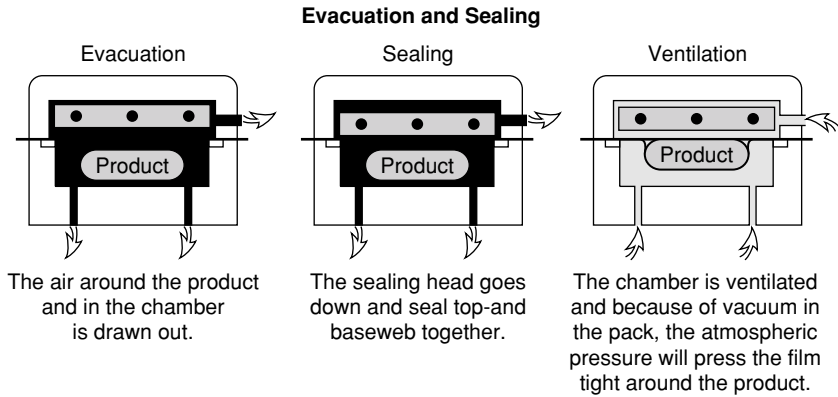 Evacuation and Sealing
Evacuation
Product
The air around the product
and in the chamber
is drawn out.
Sealing
Product
The sealing head goes
down and seal top-and
baseweb together.
Ventilation
Product
The chamber is ventilated
and because of vacuum in
the pack, the atmospheric
pressure will press the film
tight around the product.